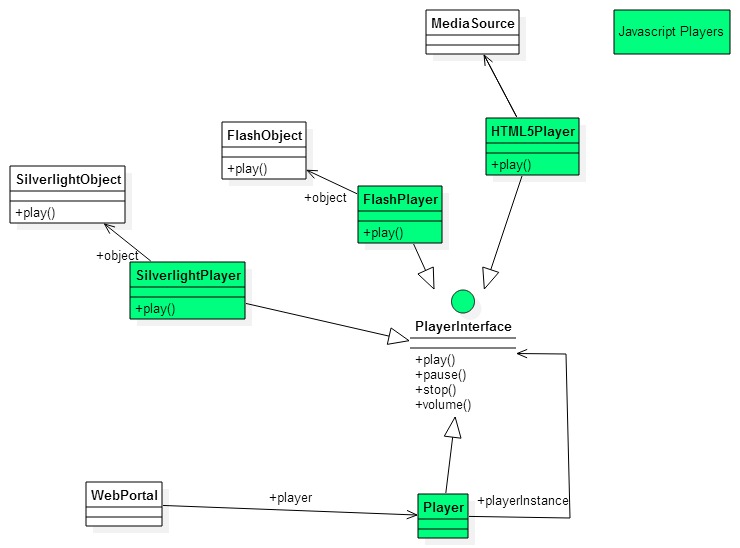 MediaSource
Javascript Players
HTML5Player
+play()
FlashObject
+play()
+object
FlashPlayer
+play()
SilverlightObject
+play()
+object
SilverlightPlayer
+play()
PlayerInterface
+play()
+pause()
+stop()
+volume()
WebPortal
+player
Player
+playerInstance